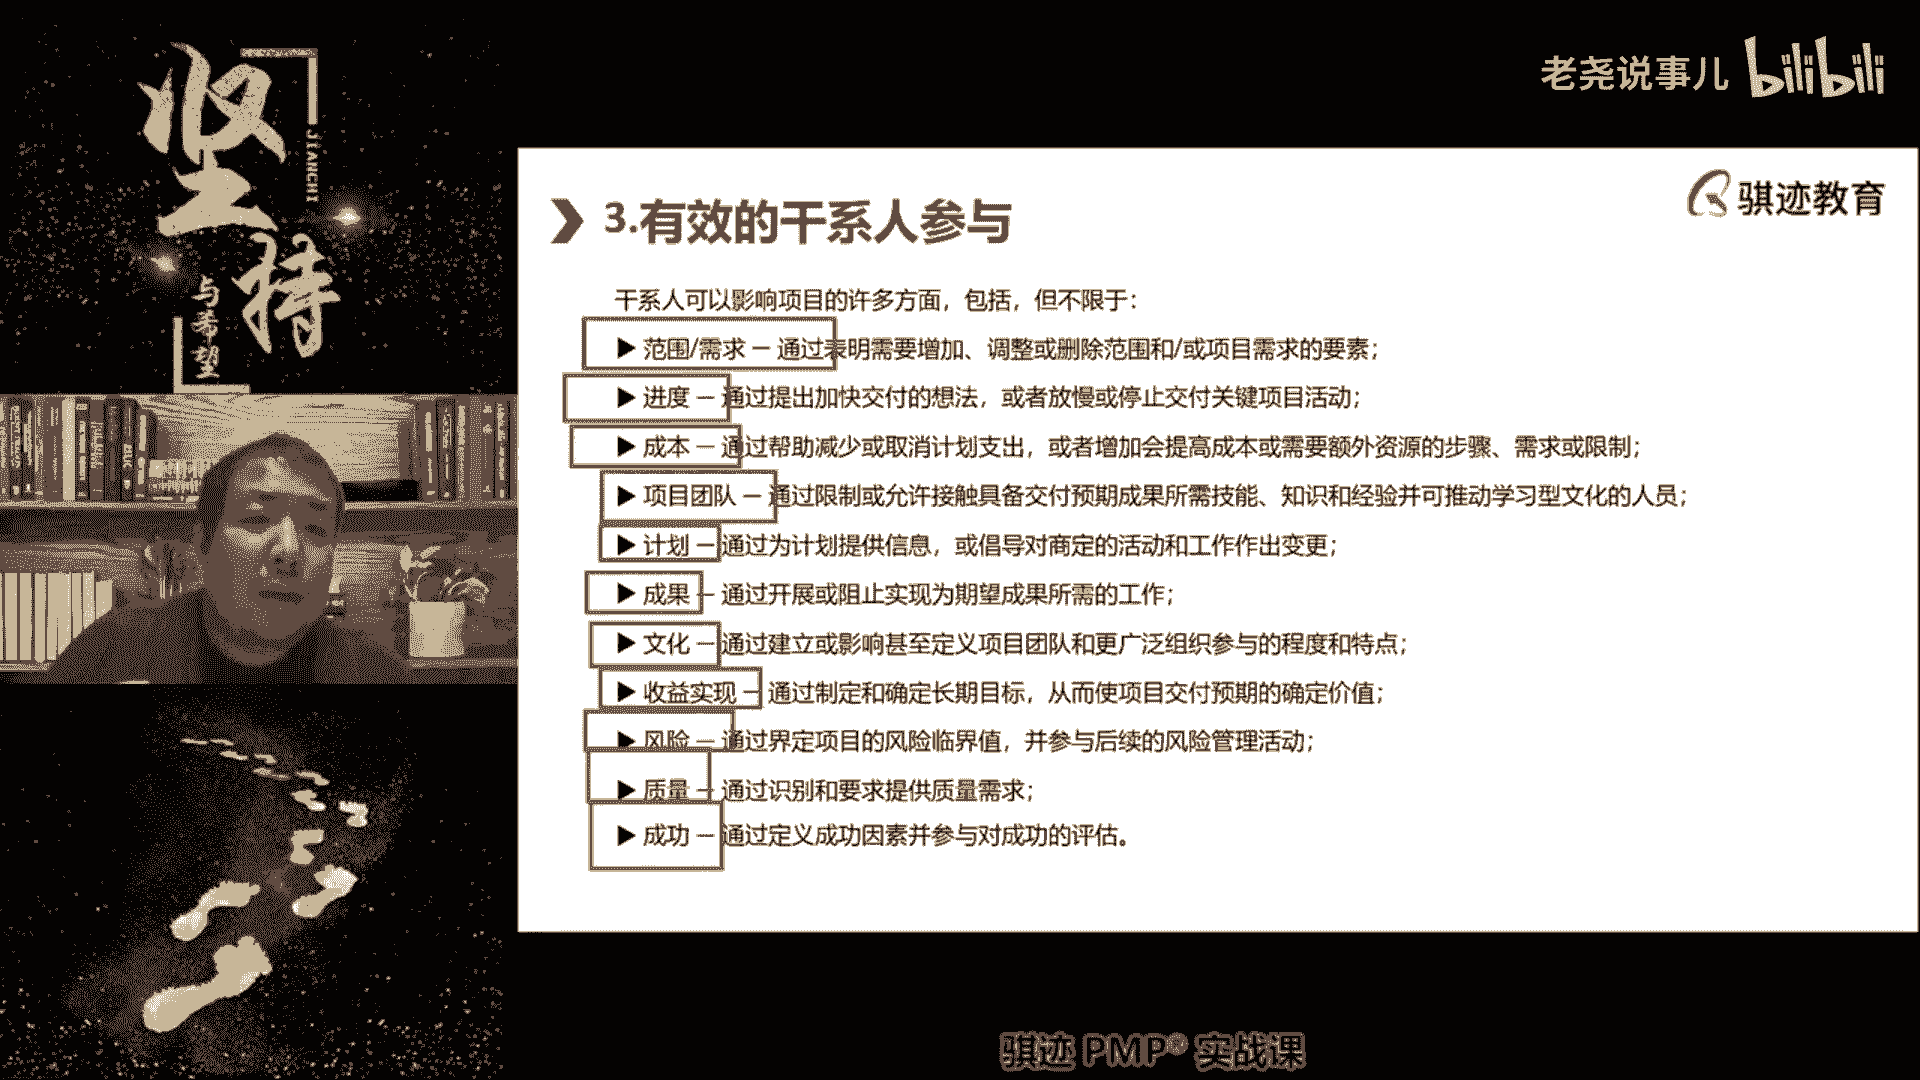 坚持
JIANCHI
与希望
老尧说事儿 bilibili
骐迹教育
3.有效的干系人参与
干系人可以影响项目的许多方面，包括，但不限于：
▶ 范围/需求 — 通过表明需要增加、调整或删除范围和/或项目需求的要素；
▶ 进度 — 通过提出加快交付的想法，或者放慢或停止交付关键项目活动；
▶ 成本 — 通过帮助减少或取消计划支出，或者增加会提高成本或需要额外资源的步骤、需求或限制；
▶ 项目团队 — 通过限制或允许接触具备交付预期成果所需技能、知识和经验并可推动学习型文化的人员；
▶ 计划 — 通过为计划提供信息，或倡导对商定的活动和工作作出变更；
▶ 成果 — 通过开展或阻止实现为期望成果所需的工作；
▶ 文化 — 通过建立或影响甚至定义项目团队和更广泛组织参与的程度和特点；
▶ 收益实现 — 通过制定和确定长期目标，从而使项目交付预期的确定价值；
▶ 风险 — 通过界定项目的风险临界值，并参与后续的风险管理活动；
▶ 质量 — 通过识别和要求提供质量需求；
▶ 成功 — 通过定义成功因素并参与对成功的评估。
骐迹 PMP® 实战课